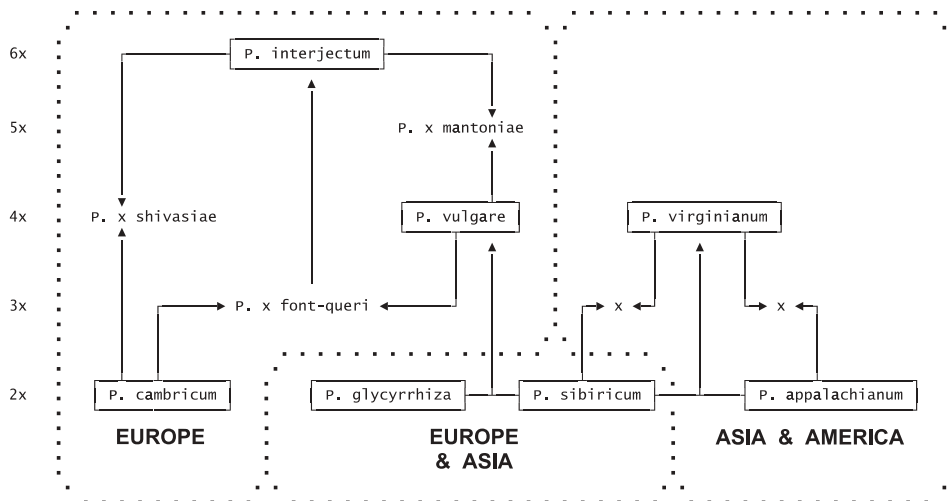 6x
P. interjectum
5x
P. x mantoniae
4x
P. x shivasiae
P. vulgare
P. virginianum
3x
P. x font-queri
x
x
2x
P. cambricum
P. glycyrrhiza
P. sibiricum
P. appalachianum
EUROPE
EUROPE
& ASIA
ASIA & AMERICA